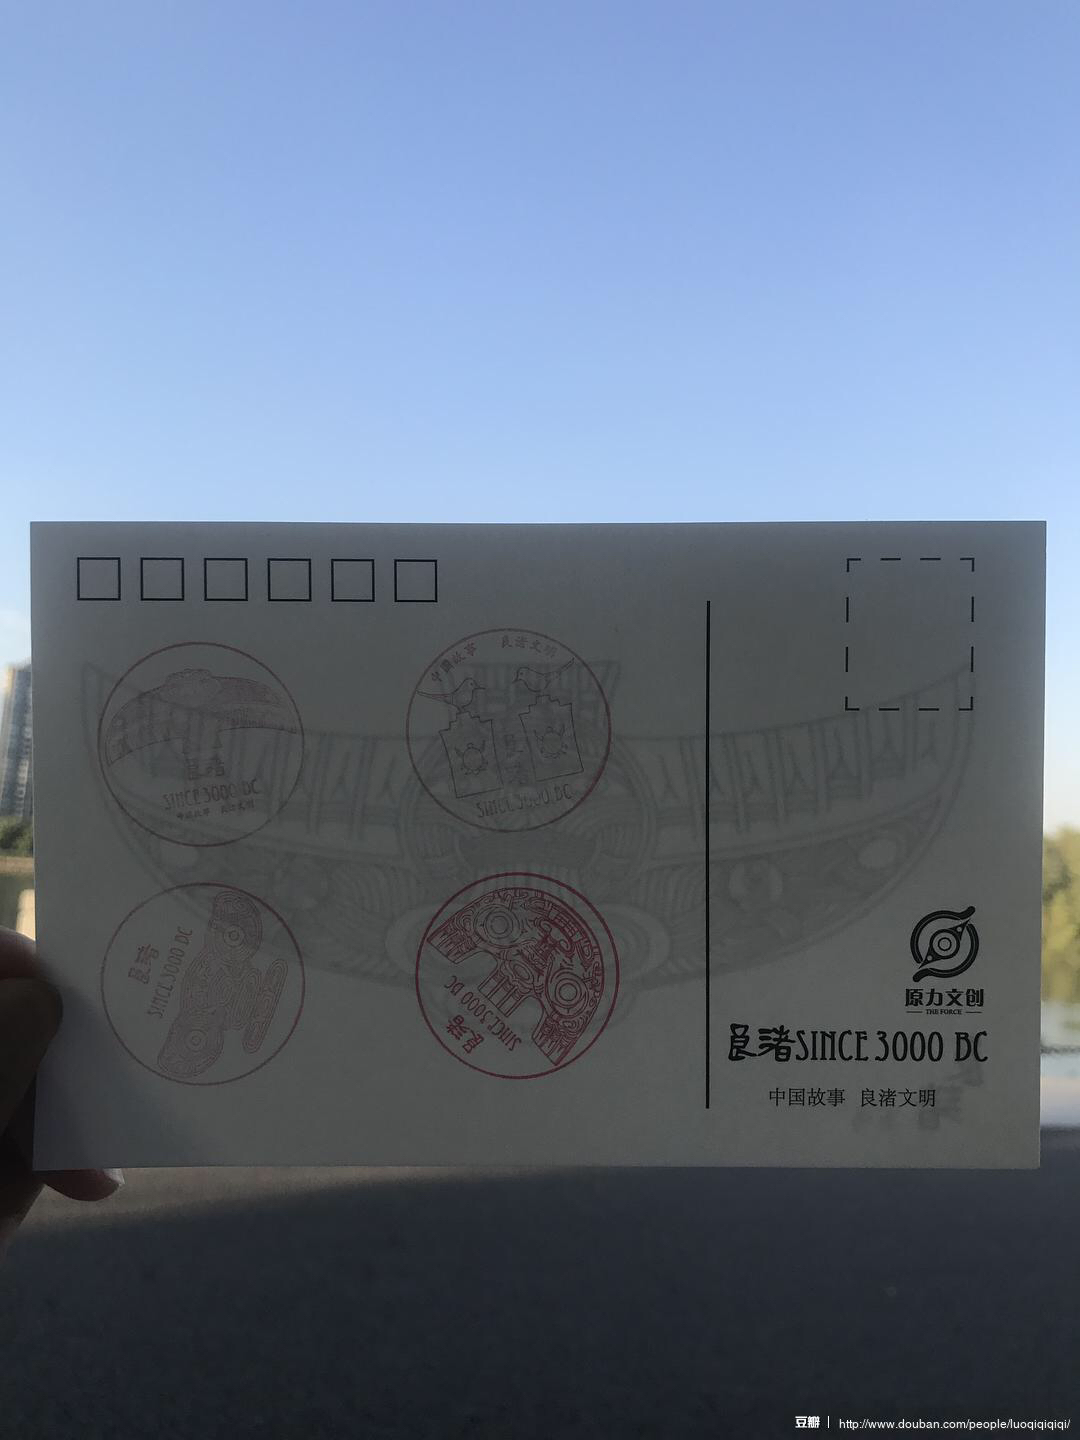 中國故事 良渚文明
良渚
SINCE 3000 BC
良渚
SINCE 3000 BC
中国故事 良渚文明
良渚
SINCE 3000 BC
良渚
SINCE 3000 BC
原力文创
THE FORCE
良渚SINCE 3000 BC
中国故事 良渚文明
豆瓣 http://www.douban.com/people/luoqiqiqiqi/